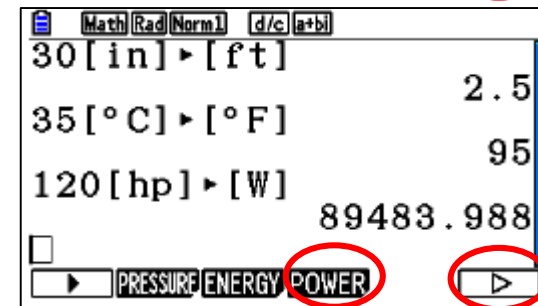 Math Rad Norm1 d/c a+bi
30[in]▶[ft]
2.5
35[°C]▶[°F]
95
120[hp]▶[W]
89483.988
▶ PRESSURE ENERGY POWER ▷